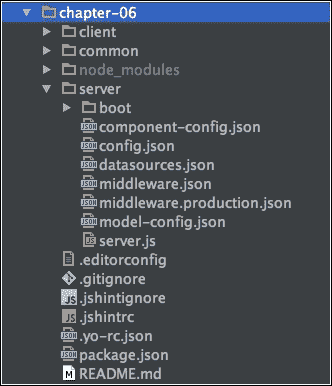 chapter-06
client
common
node_modules
server
boot
component-config.json
config.json
datasources.json
middleware.json
middleware.production.json
model-config.json
server.js
.editorconfig
.gitignore
.jshintignore
.jshintrc
.yo-rc.json
package.json
README.md